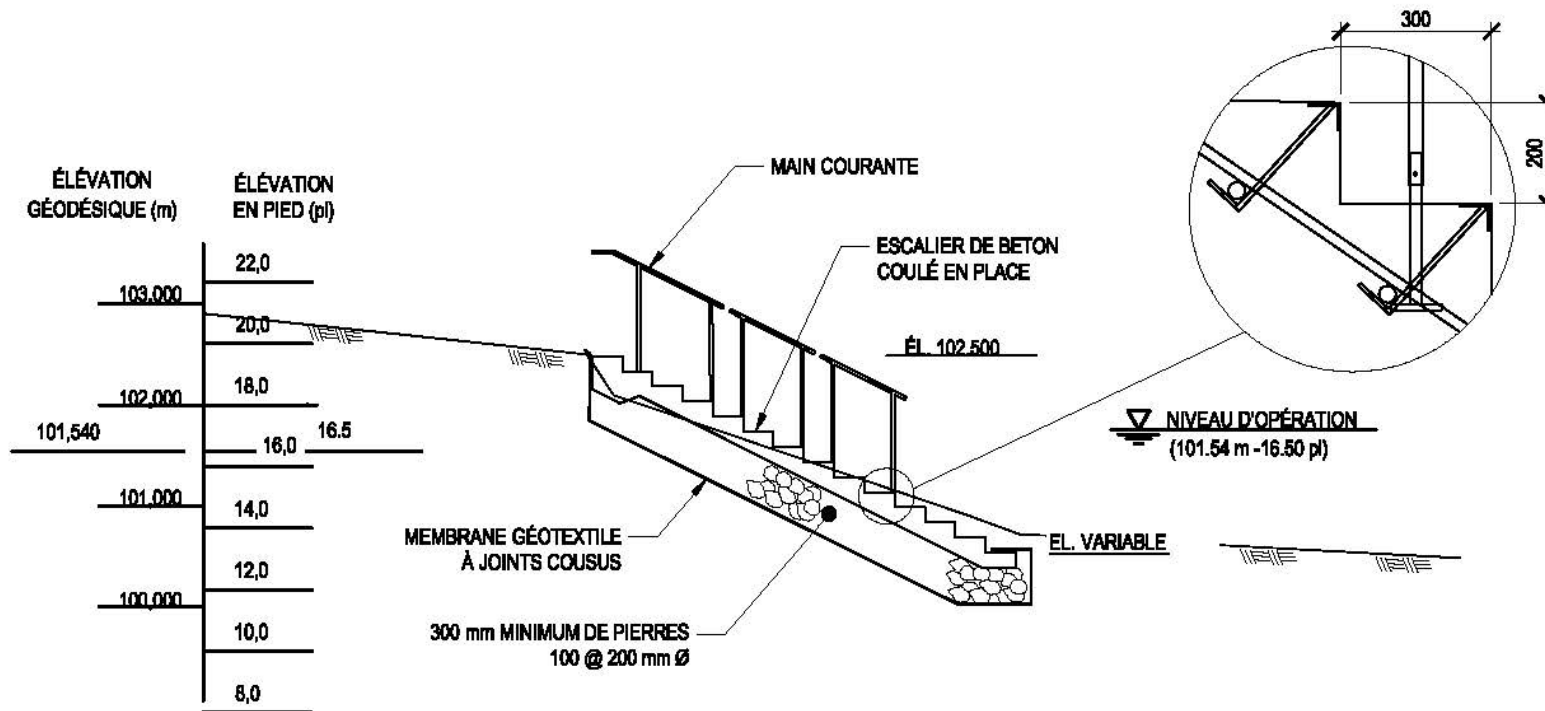 300
200
ÉLÉVATION
GÉODÉSIQUE (m)
ÉLÉVATION
EN PIED (pi)
MAIN COURANTE
ESCALIER DE BETON
COULÉ EN PLACE
22,0
103,000
20,0
ÉL. 102.500
18,0
102,000
NIVEAU D'OPÉRATION
(101.54 m -16.50 pi)
101,540
16,0
16.5
101,000
14,0
MEMBRANE GÉOTEXTILE
À JOINTS COUSUS
EL. VARIABLE
12,0
100,000
10,0
300 mm MINIMUM DE PIERRES
100 @ 200 mm Ø
8,0